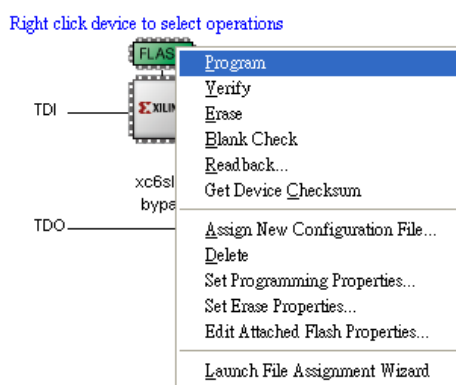 Right click device to select operations
FLAS
Program
Verify
TDI
XILIN
Erase
Blank Check
Readback...
xc6sl
Get Device Checksum
bypa
TDO
Assign New Configuration File...
Delete
Set Programming Properties...
Set Erase Properties...
Edit Attached Flash Properties...
Launch File Assignment Wizard